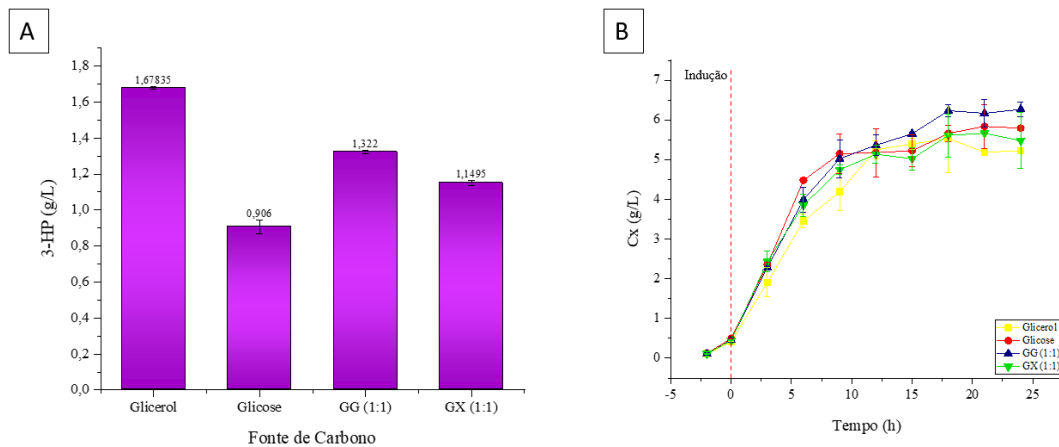 A
3-HP (g/L)
1,8
1,6
1,4
1,2
1,0
0,8
0,6
0,4
0,2
0,0
1,67835
0,906
1,322
1,1495
Glicerol Glicose GG (1:1) GX (1:1)
Fonte de Carbono
B
Indução
Cx (g/L)
7
6
5
4
3
2
1
0
-5 0 5 10 15 20 25
Tempo (h)
Glicerol
Glicose
GG (1:1)
GX (1:1)